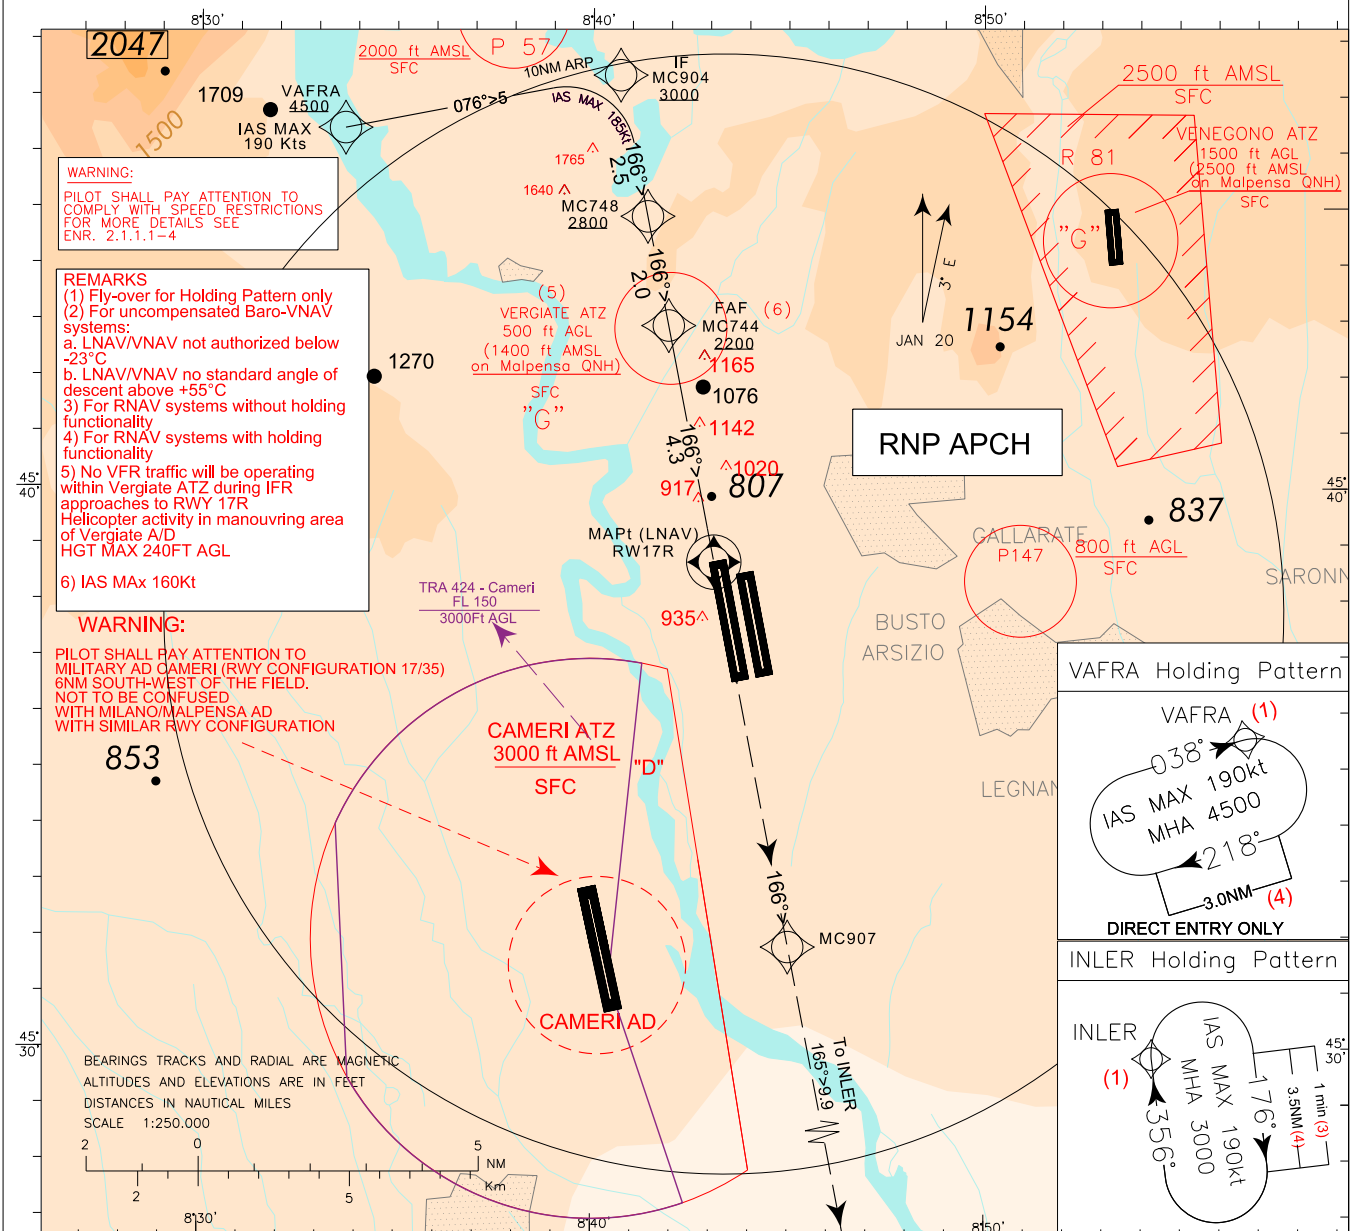 8°30'
8°40'
8°50'
2047
2000 ft AMSL
SFC
P 57
10NM ARP
IF
MC904
3000
2500 ft AMSL
SFC
1709
VAFRA
4500
IAS MAX
190 Kts
076°>5
IAS MAX 185Kt
1500
166°>
2.5
1765
1640
MC748
2800
VENEGONO ATZ
1500 ft AGL
(2500 ft AMSL
on Malpensa QNH)
SFC
R 81
"G"
WARNING:
PILOT SHALL PAY ATTENTION TO
COMPLY WITH SPEED RESTRICTIONS
FOR MORE DETAILS SEE
ENR. 2.1.1.1-4
REMARKS
(1) Fly-over for Holding Pattern only
(2) For uncompensated Baro-VNAV
systems:
a. LNAV/VNAV not authorized below
-23°C
b. LNAV/VNAV no standard angle of
descent above +55°C
3) For RNAV systems without holding
functionality
4) For RNAV systems with holding
functionality
5) No VFR traffic will be operating
within Vergiate ATZ during IFR
approaches to RWY 17R
Helicopter activity in manouvring area
of Vergiate A/D
HGT MAX 240FT AGL
6) IAS MAx 160Kt
166°>
2.0
(5)
VERGIATE ATZ
500 ft AGL
(1400 ft AMSL
on Malpensa QNH)
SFC
"G"
FAF
(6)
MC744
2200
1165
1076
1142
1270
3° E
JAN 20
1154
RNP APCH
166°>
4.3
1020
917
807
45°
40'
45°
40'
837
MAPt (LNAV)
RW17R
GALLARATE
P147
800 ft AGL
SFC
SARONN
TRA 424 - Cameri
FL 150
3000Ft AGL
935
BUSTO
ARSIZIO
WARNING:
PILOT SHALL PAY ATTENTION TO
MILITARY AD CAMERI (RWY CONFIGURATION 17/35)
6NM SOUTH-WEST OF THE FIELD.
NOT TO BE CONFUSED
WITH MILANO/MALPENSA AD
WITH SIMILAR RWY CONFIGURATION
853
CAMERI ATZ
3000 ft AMSL
SFC
"D"
LEGNAN
VAFRA Holding Pattern
VAFRA
(1)
038°
IAS MAX 190kt
MHA 4500
218°
3.0NM
(4)
DIRECT ENTRY ONLY
166°>
MC907
CAMERI AD
INLER Holding Pattern
INLER
(1)
IAS MAX 190kt
MHA 3000
176°
356°
3.5NM (4)
1 min (3)
45°
30'
45°
30'
To INLER
165°>9.9
BEARINGS TRACKS AND RADIAL ARE MAGNETIC
ALTITUDES AND ELEVATIONS ARE IN FEET
DISTANCES IN NAUTICAL MILES
SCALE 1:250.000
2
0
5
NM
Km
2
5
8°30'
8°40'
8°50'